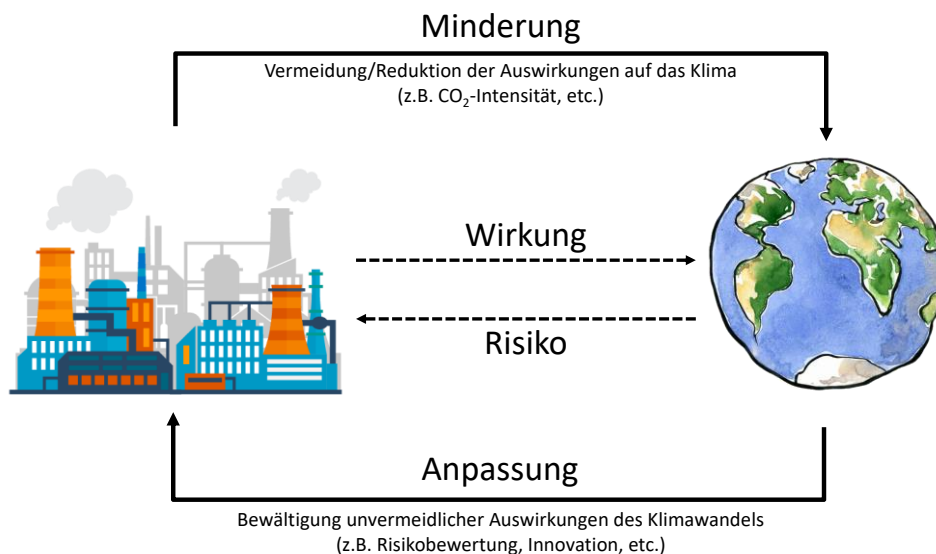 Minderung
Vermeidung/Reduktion der Auswirkungen auf das Klima
(z.B. CO₂-Intensität, etc.)
Wirkung
Risiko
Anpassung
Bewältigung unvermeidlicher Auswirkungen des Klimawandels
(z.B. Risikobewertung, Innovation, etc.)